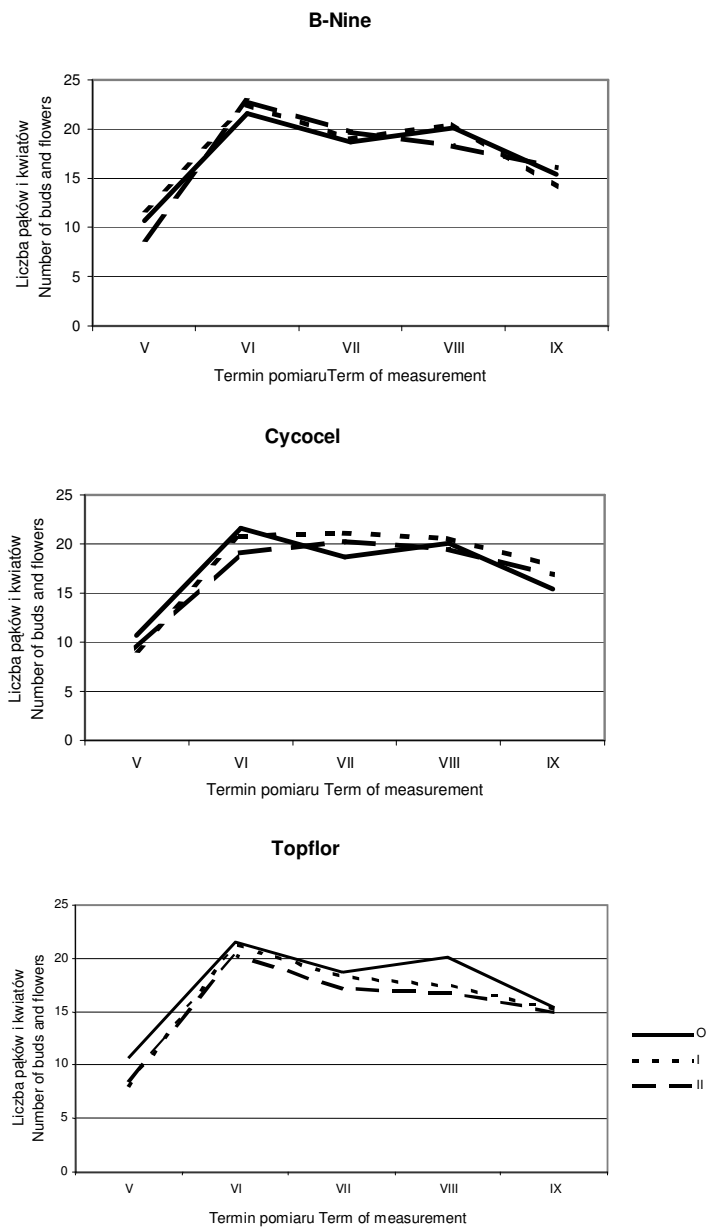 B-Nine
Liczba pąków i kwiatów
Number of buds and flowers
25
20
15
10
5
0
V VI VII VIII IX
Termin pomiaruTerm of measurement
Cycocel
Liczba pąków i kwiatów
Number of buds and flowers
25
20
15
10
5
0
V VI VII VIII IX
Termin pomiaru Term of measurement
Topflor
Liczba pąków i kwiatów
Number of buds and flowers
25
20
15
10
5
0
V VI VII VIII IX
Termin pomiaru Term of measurement
O
I
II